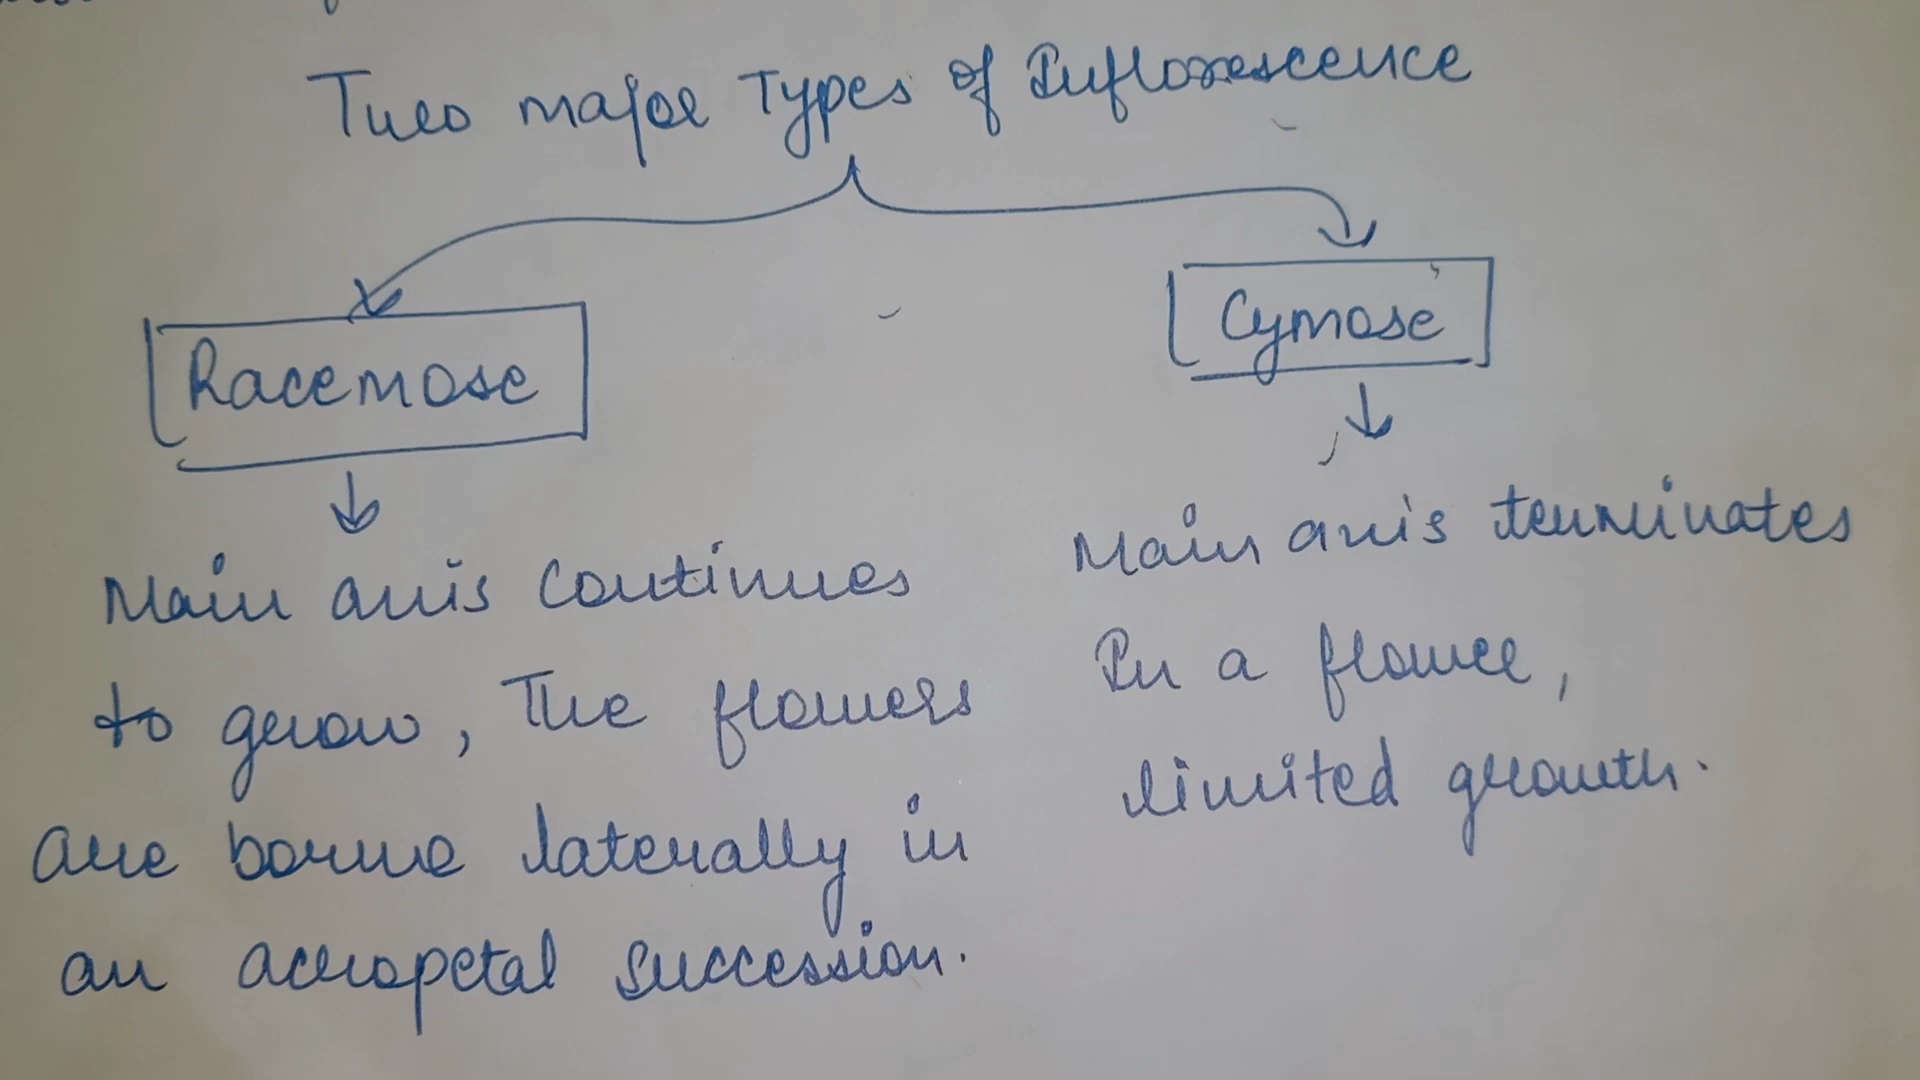 Two major Types of Inflorescence
Racemose
Cymose
Main axis continues
to grow, The flowers
are borne laterally in
an acropetal succession.
Main axis terminates
In a flower,
limited growth.